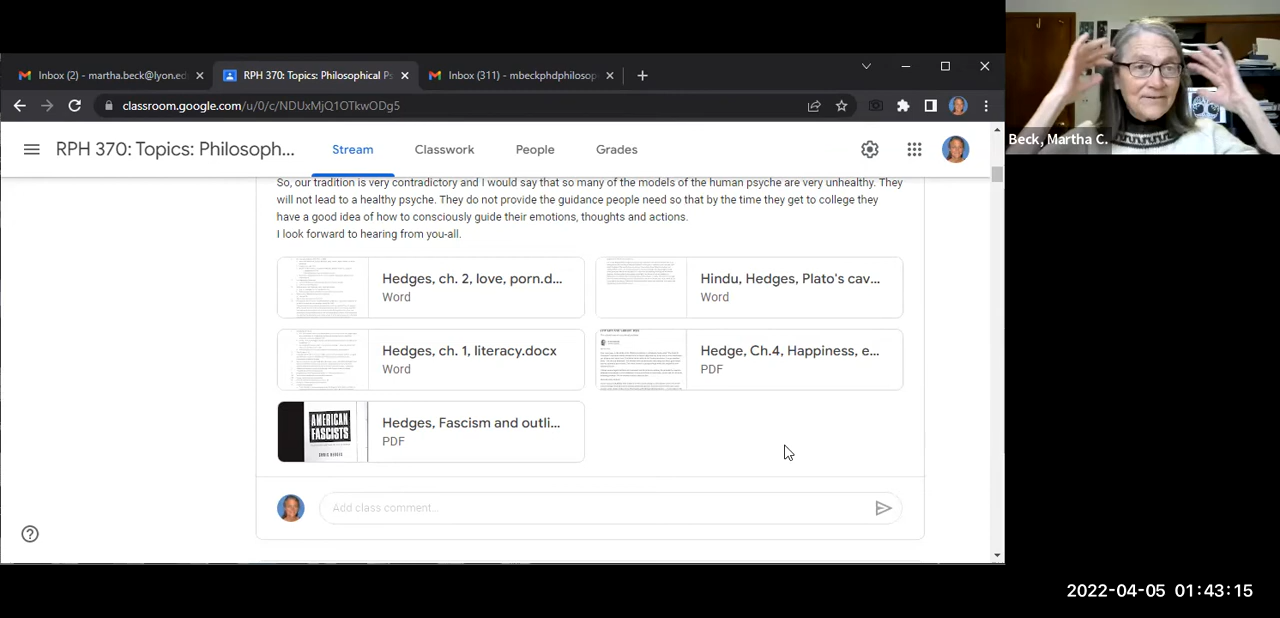 Inbox (2) - martha.beck@lyon.ed
RPH 370: Topics: Philosophical Ps
Inbox (311) - mbeckphilosop
classroom.google.com/u/0/c/NDUxMjQ1OTkwODg5
RPH 370: Topics: Philosoph...
Stream
Classwork
People
Grades
So, our tradition is very contradictory and I would say that so many of the models of the human psyche are very unhealthy. They
will not lead to a healthy psyche. They do not provide the guidance people need so that by the time they get to college they
have a good idea of how to consciously guide their emotions, thoughts and actions.
I look forward to hearing from you-all.
Hedges, ch. 2 love, porn.d...
Word
Hindu, Hedges, Plato's cav...
Word
Hedges, ch. 1 literacy.docx
Word
Hedges, Ch.4, Happiness, e...
PDF
AMERICAN
FASCISTS
CHRIS HEDGES
Hedges, Fascism and outli...
PDF
Add class comment...
Beck, Martha C.
2022-04-05 01:43:15